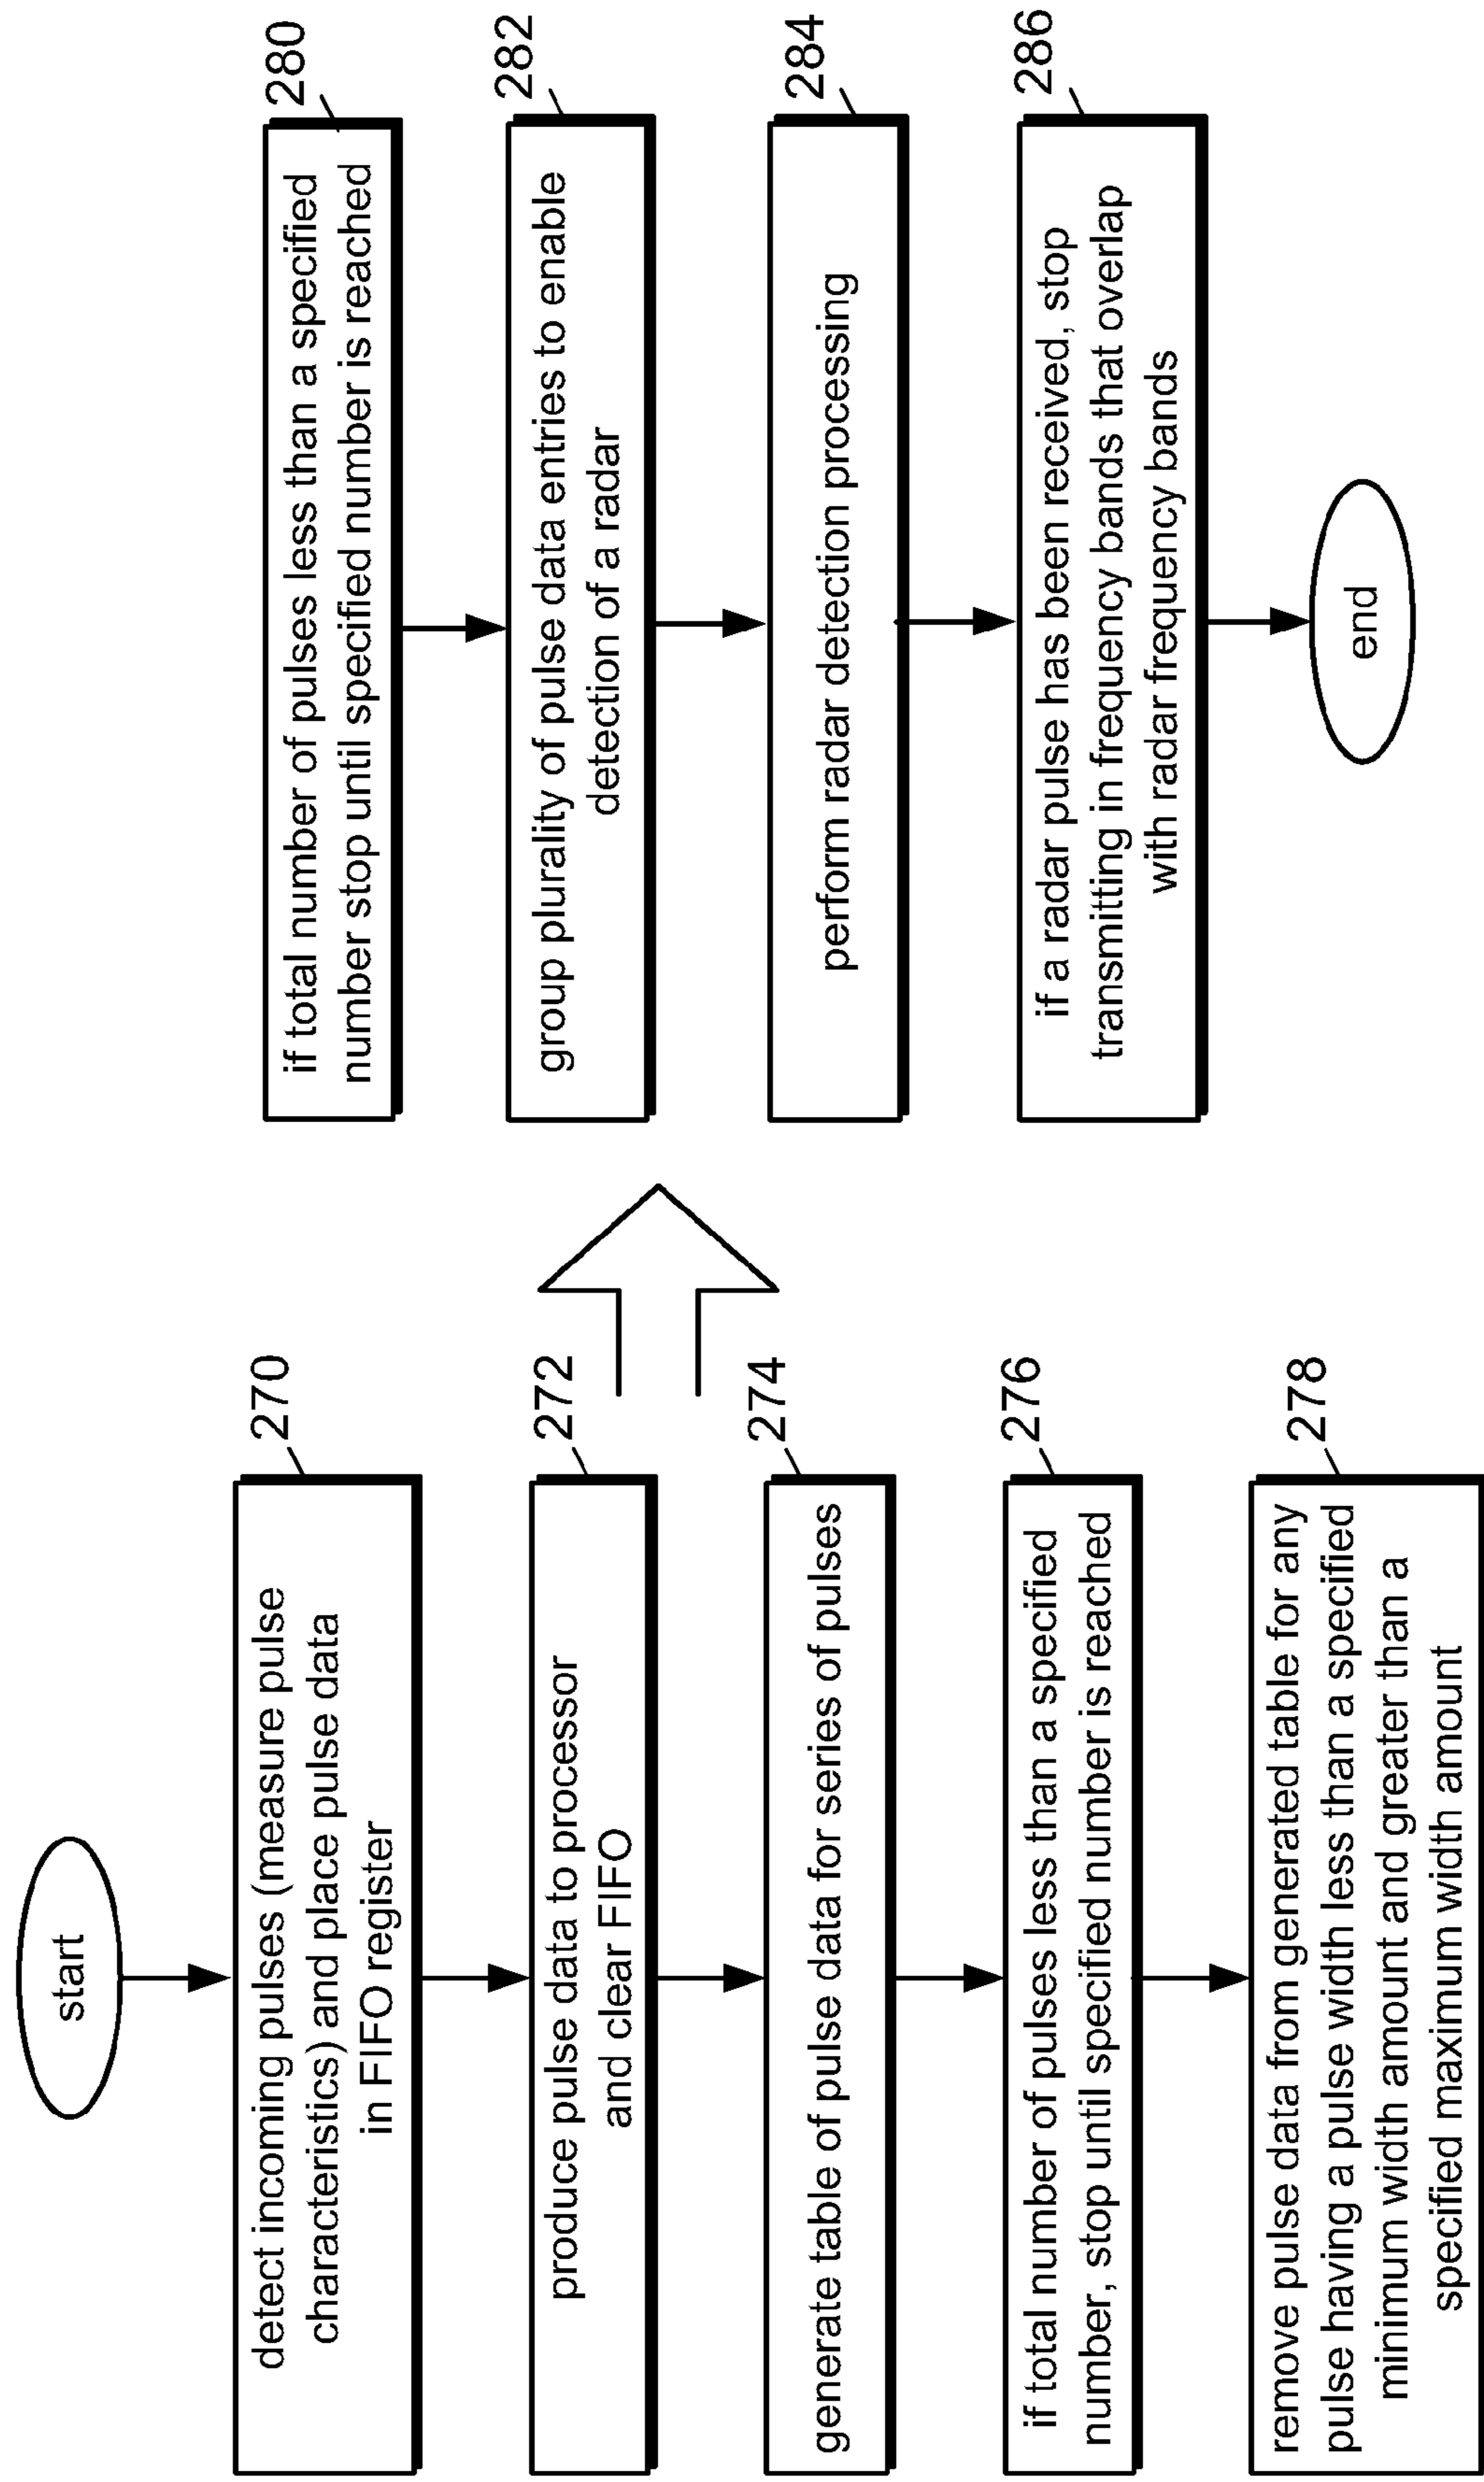 start
270
detect incoming pulses (measure pulse
characteristics) and place pulse data
in FIFO register
272
produce pulse data to processor
and clear FIFO
274
generate table of pulse data for series of pulses
276
if total number of pulses less than a specified
number, stop until specified number is reached
278
remove pulse data from generated table for any
pulse having a pulse width less than a specified
minimum width amount and greater than a
specified maximum width amount
280
if total number of pulses less than a specified
number stop until specified number is reached
282
group plurality of pulse data entries to enable
detection of a radar
284
perform radar detection processing
286
if a radar pulse has been received, stop
transmitting in frequency bands that overlap
with radar frequency bands
end